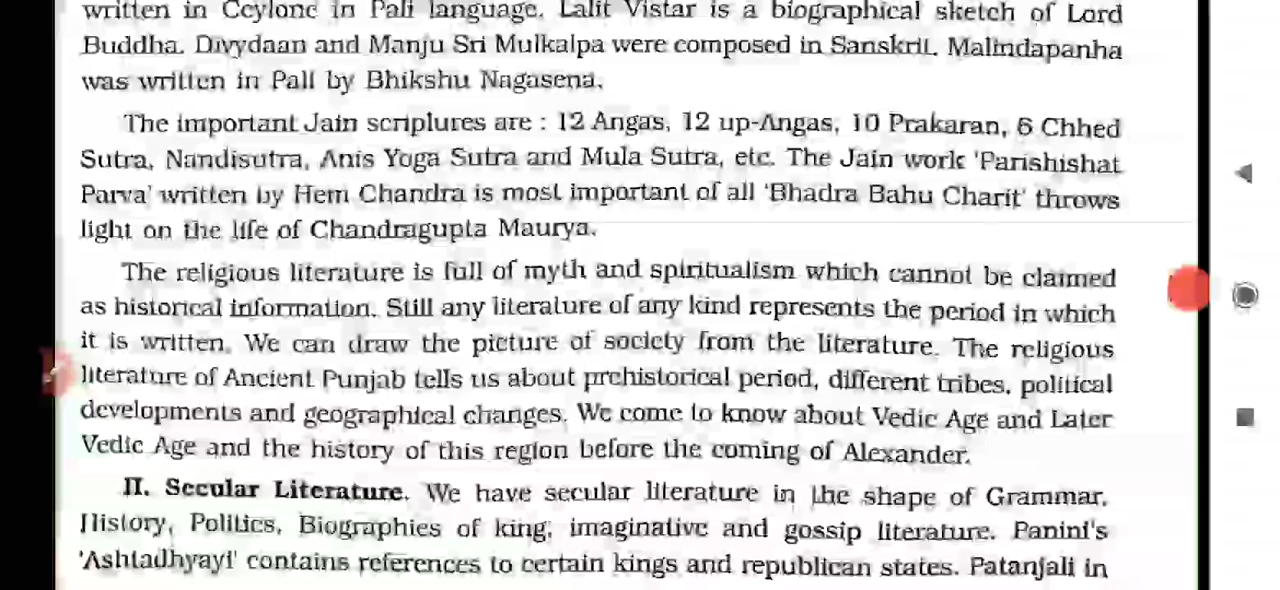 written in Ceylone in Pali language. Lalit Vistar is a biographical sketch of Lord
Buddha. Divydaan and Manju Sri Mulkalpa were composed in Sanskrit. Malindapanha
was written in Pall by Bhikshu Nagasena.
The important Jain scriplures are : 12 Angas, 12 up-Angas, 10 Prakaran, 6 Chhed
Sutra, Nandisutra, Anis Yoga Sutra and Mula Sutra, etc. The Jain work 'Parishishat
Parva' written by Hem Chandra is most important of all 'Bhadra Bahu Charit' throws
light on the life of Chandragupta Maurya.
The religious literature is full of myth and spiritualism which cannot be claimed
as historical information. Still any literature of any kind represents the period in which
it is written. We can draw the picture of society from the literature. The religious
literature of Ancient Punjab tells us about prehistorical period, different tribes, political
developments and geographical changes. We come to know about Vedic Age and Later
Vedic Age and the history of this region before the coming of Alexander.
II. Secular Literature. We have secular literature in the shape of Grammar,
History, Politics, Biographies of king, imaginative and gossip literature. Panini's
'Ashtadhyayi' contains references to certain kings and republican states. Patanjali in